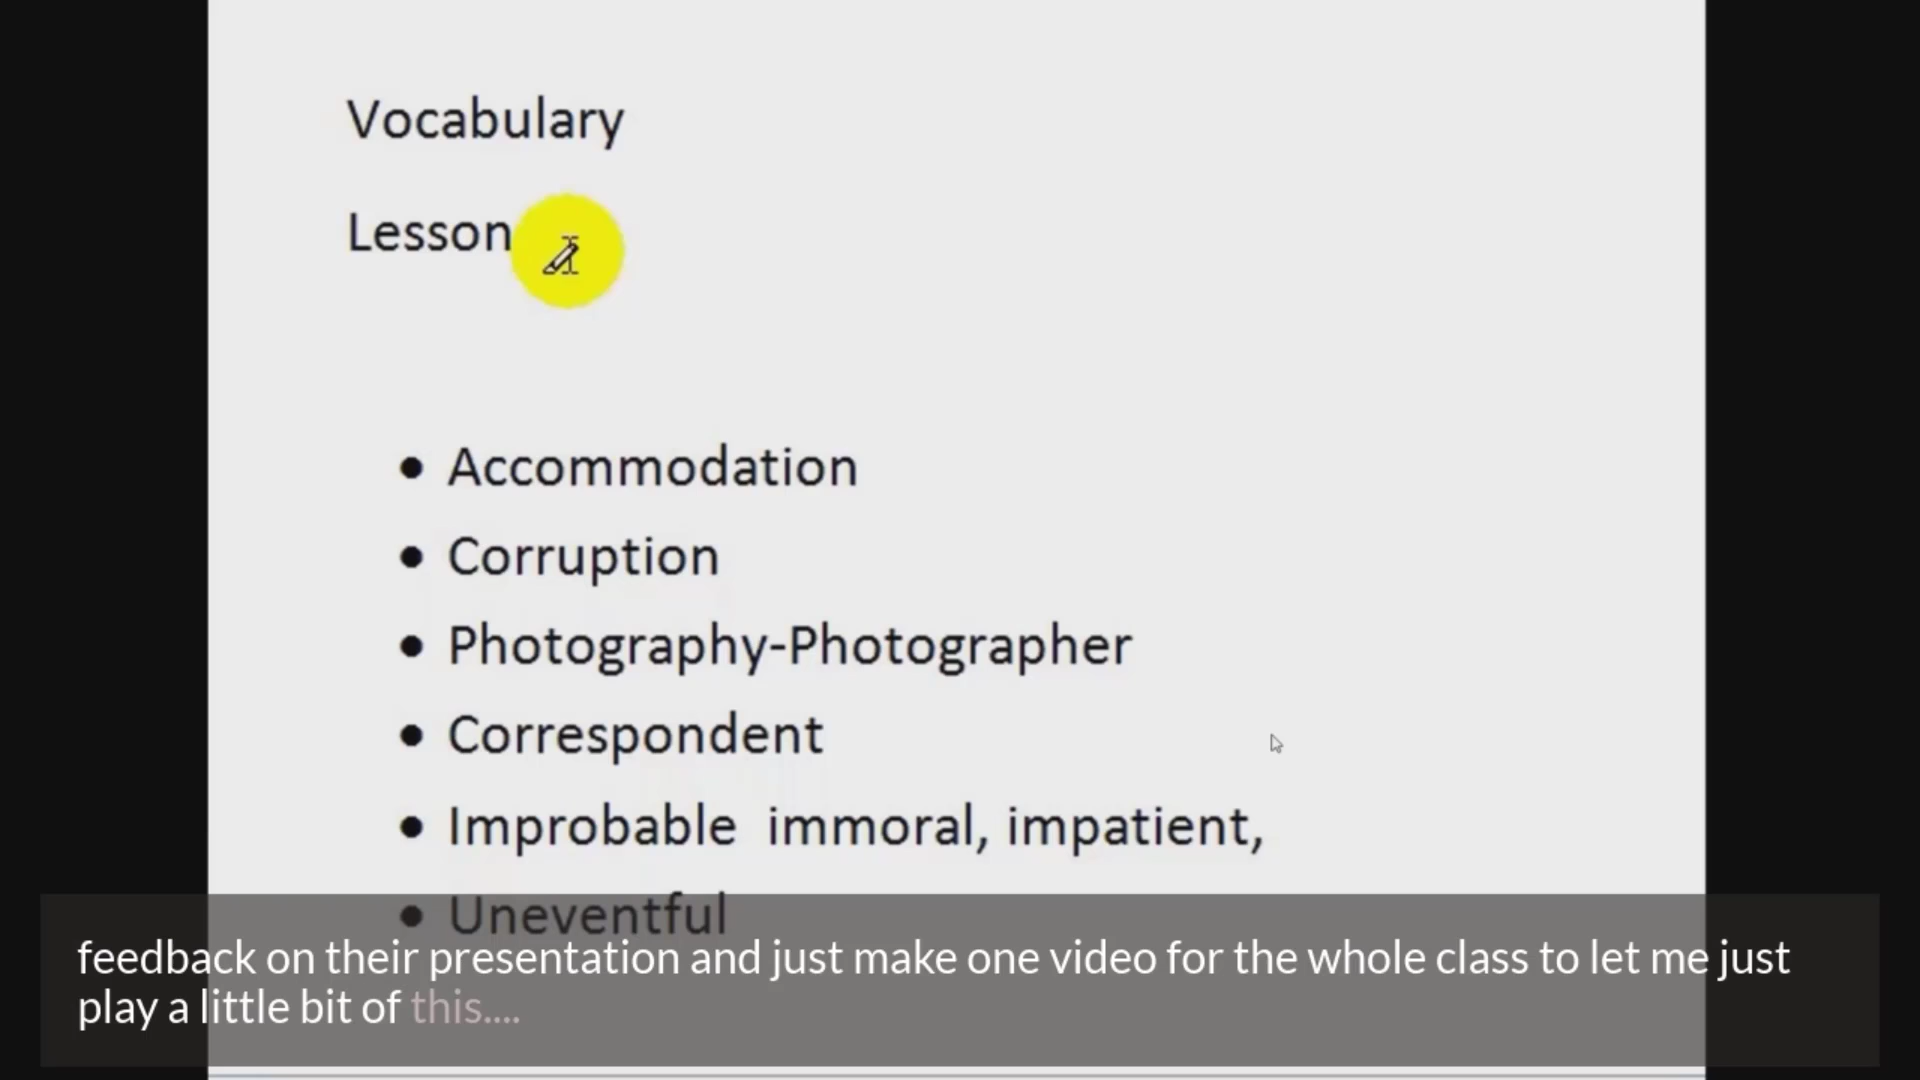 Vocabulary
Lesson
• Accommodation
• Corruption
• Photography-Photographer
• Correspondent
• Improbable  immoral, impatient,
• Uneventful
feedback on their presentation and just make one video for the whole class to let me just
play a little bit of this....